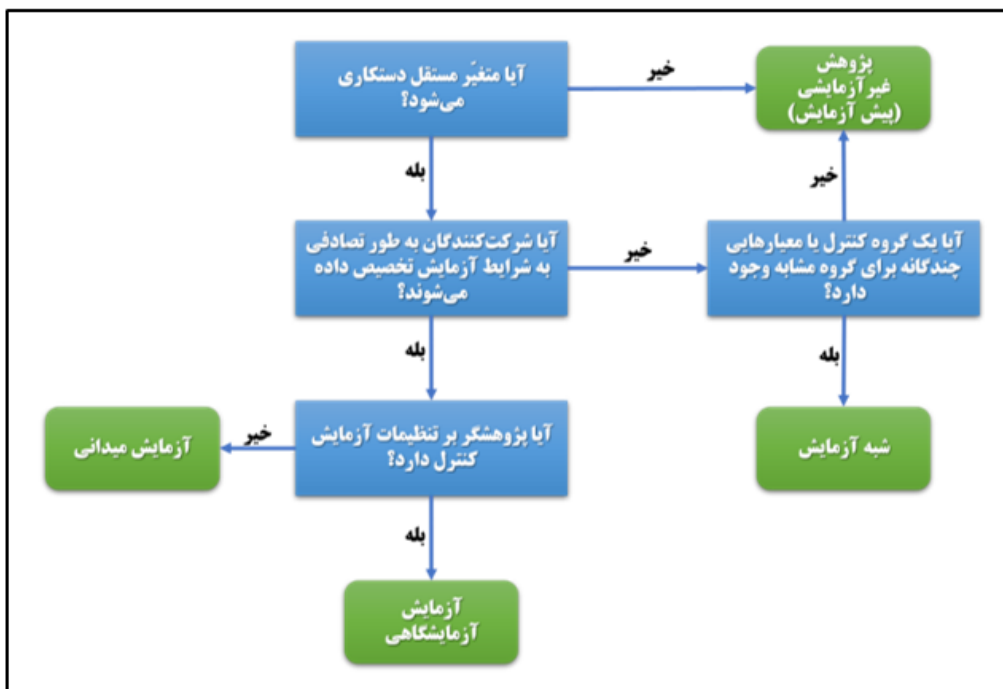 آیا متغیّر مستقل دستکاری
می‌شود؟
خیر
پژوهش
غیرآزمایشی
(پیش آزمایش)
بله
خیر
آیا شرکت‌کنندگان به طور تصادفی
به شرایط آزمایش تخصیص داده
می‌شوند؟
خیر
آیا یک گروه کنترل یا معیارهایی
چندگانه برای گروه مشابه وجود
دارد؟
بله
بله
آیا پژوهشگر بر تنظیمات آزمایش
کنترل دارد؟
خیر
آزمایش میدانی
شبه آزمایش
بله
آزمایش
آزمایشگاهی